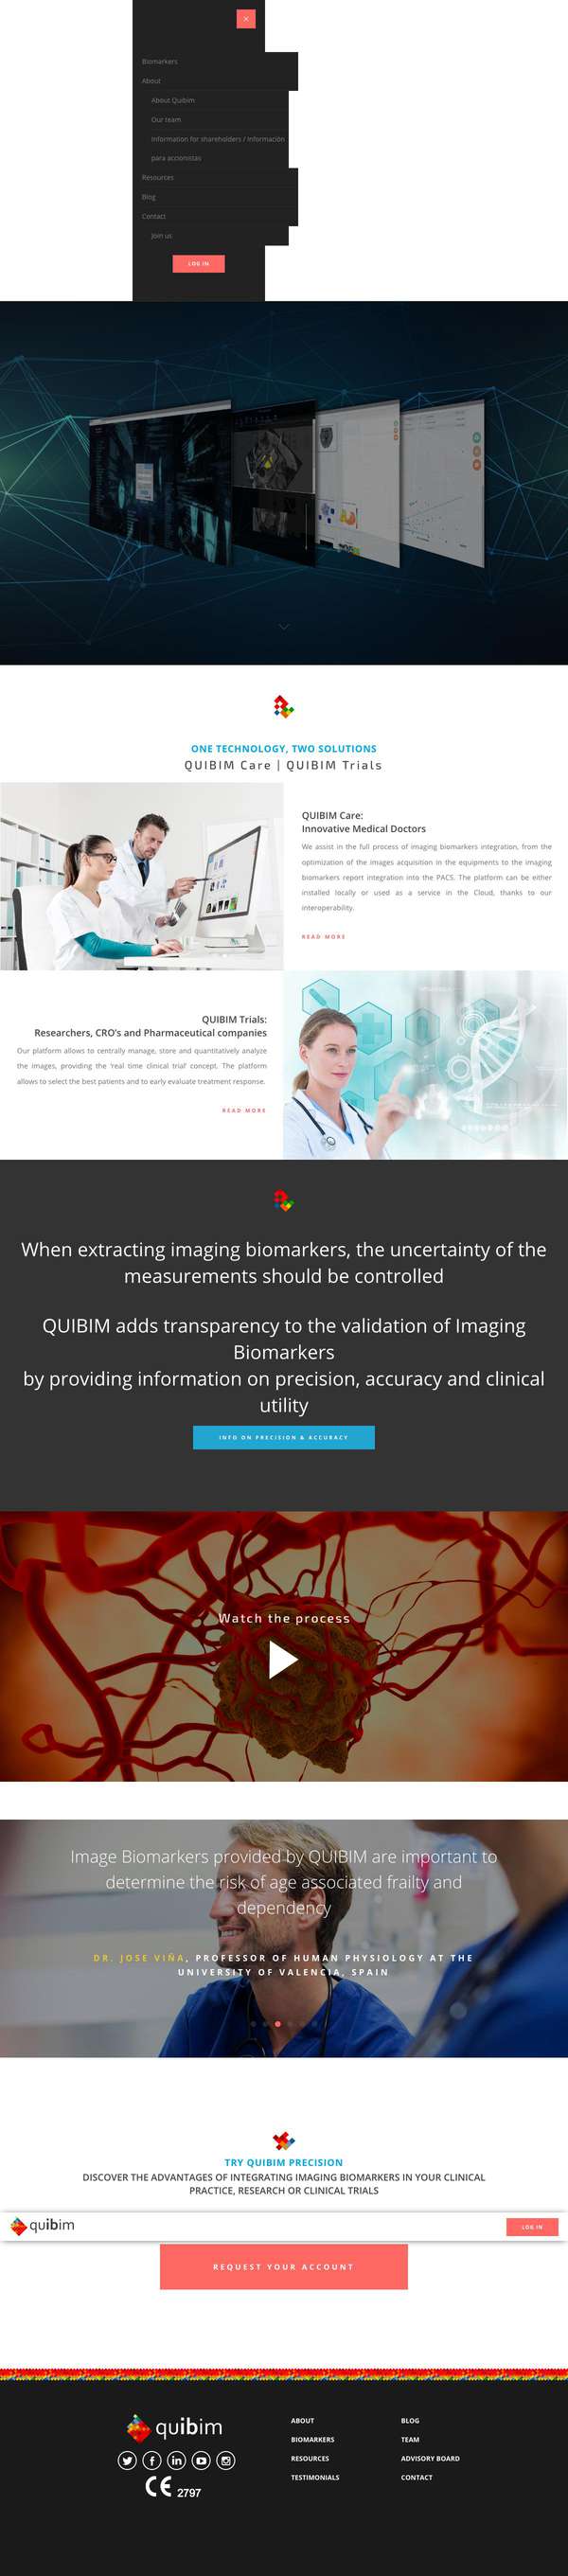 ×
Biomarkers
About
About Quibim
Our team
Information for shareholders / Información
para accionistas
Resources
Blog
Contact
Join us
LOG IN
ONE TECHNOLOGY, TWO SOLUTIONS
QUIBIM Care | QUIBIM Trials
QUIBIM Care:
Innovative Medical Doctors
We assist in the full process of imaging biomarkers integration, from the
optimization of the images acquisition in the equipments to the imaging
biomarkers report integration into the PACS. The platform can be either
installed locally or used as a service in the Cloud, thanks to our
interoperability.
READ MORE
QUIBIM Trials:
Researchers, CRO's and Pharmaceutical companies
Our platform allows to centrally manage, store and quantitatively analyze
the images, providing the 'real time clinical trial' concept. The platform
allows to select the best patients and to early evaluate treatment response.
READ MORE
When extracting imaging biomarkers, the uncertainty of the
measurements should be controlled
QUIBIM adds transparency to the validation of Imaging
Biomarkers
by providing information on precision, accuracy and clinical
utility
INFO ON PRECISION & ACCURACY
Watch the process
Image Biomarkers provided by QUIBIM are important to
determine the risk of age associated frailty and
dependency
DR. JOSE VIÑA, PROFESSOR OF HUMAN PHYSIOLOGY AT THE
UNIVERSITY OF VALENCIA, SPAIN
TRY QUIBIM PRECISION
DISCOVER THE ADVANTAGES OF INTEGRATING IMAGING BIOMARKERS IN YOUR CLINICAL
PRACTICE, RESEARCH OR CLINICAL TRIALS
quibim
LOG IN
REQUEST YOUR ACCOUNT
quibim
CE 2797
ABOUT
BIOMARKERS
RESOURCES
TESTIMONIALS
BLOG
TEAM
ADVISORY BOARD
CONTACT